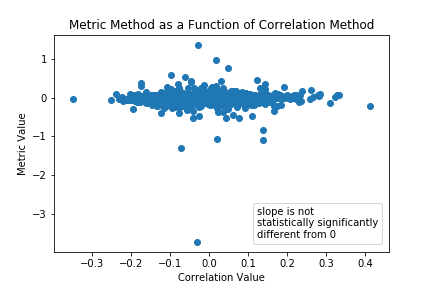 Metric Method as a Function of Correlation Method
Metric Value
1
0
−1
−2
−3
slope is not
statistically significantly
different from 0
−0.3
−0.2
−0.1
0.0
0.1
0.2
0.3
0.4
Correlation Value